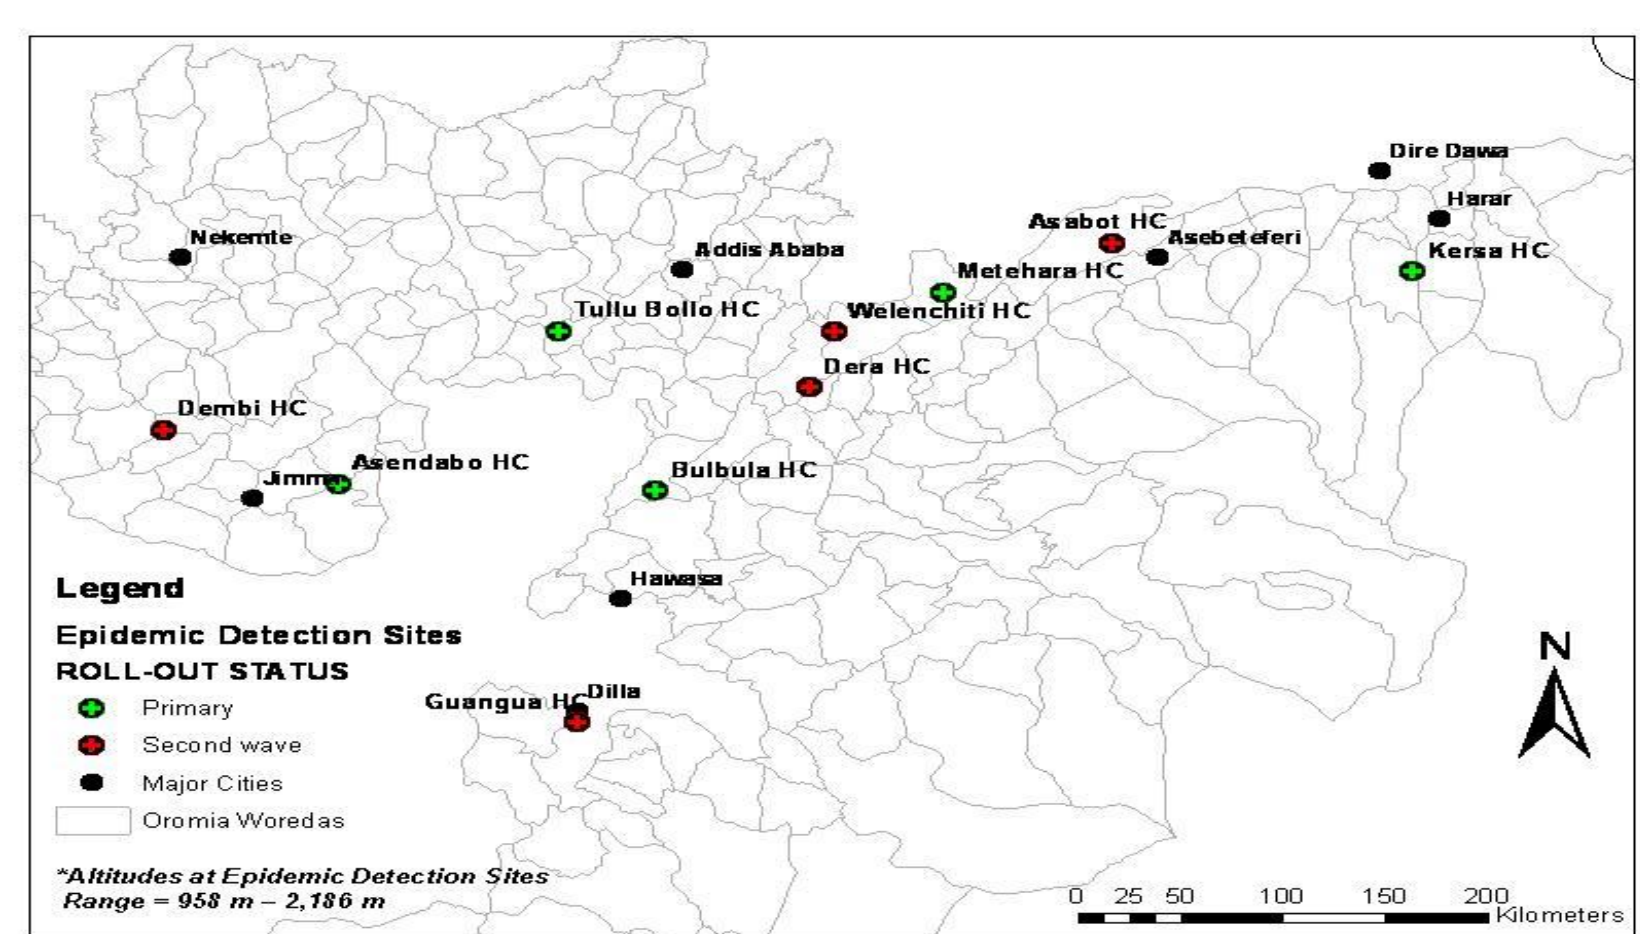 Dire Dawa
Harar
Asabot HC
Asebeteferi
Nekemte
Addis Ababa
Kersa HC
Metehara HC
Tullu Bollo HC
Welenchiti HC
Dera HC
Dembi HC
Asendabo HC
Jimma
Bulbula HC
Hawasa
Legend
Epidemic Detection Sites
ROLL-OUT STATUS
N
Guangua HC
Dilla
Primary
Second wave
Major Cities
Oromia Woredas
*Altitudes at Epidemic Detection Sites
Range = 958 m – 2,186 m
0 25 50 100 150 200
Kilometers